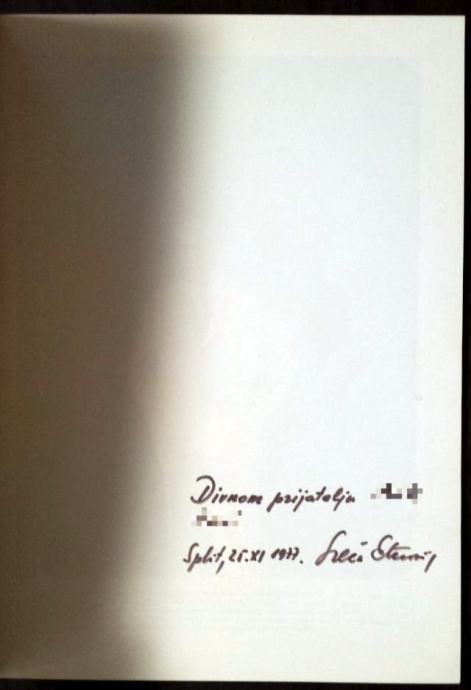 Divnom prijatelju
Split, 25. XI 1977.